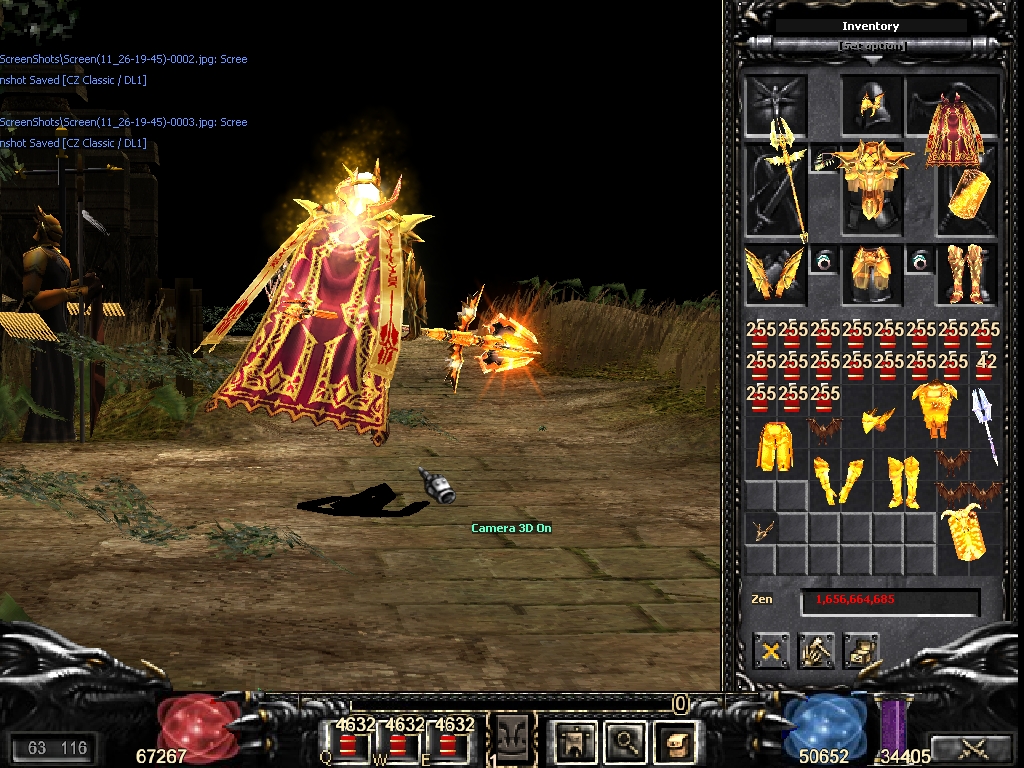 ScreenShots\Screen(11_26-19-45)-0002.jpg: Scree
nshot Saved [CZ Classic / DL1]
ScreenShots\Screen(11_26-19-45)-0003.jpg: Scree
nshot Saved [CZ Classic / DL1]
Inventory
[Set option]
255 255 255 255 255 255 255 255
255 255 255 255 255 255 255 42
255 255 255
Camera 3D On
Zen 1,656,664,685
0
4632 4632 4632
63 116
67267
Q W E 1
50652 34405